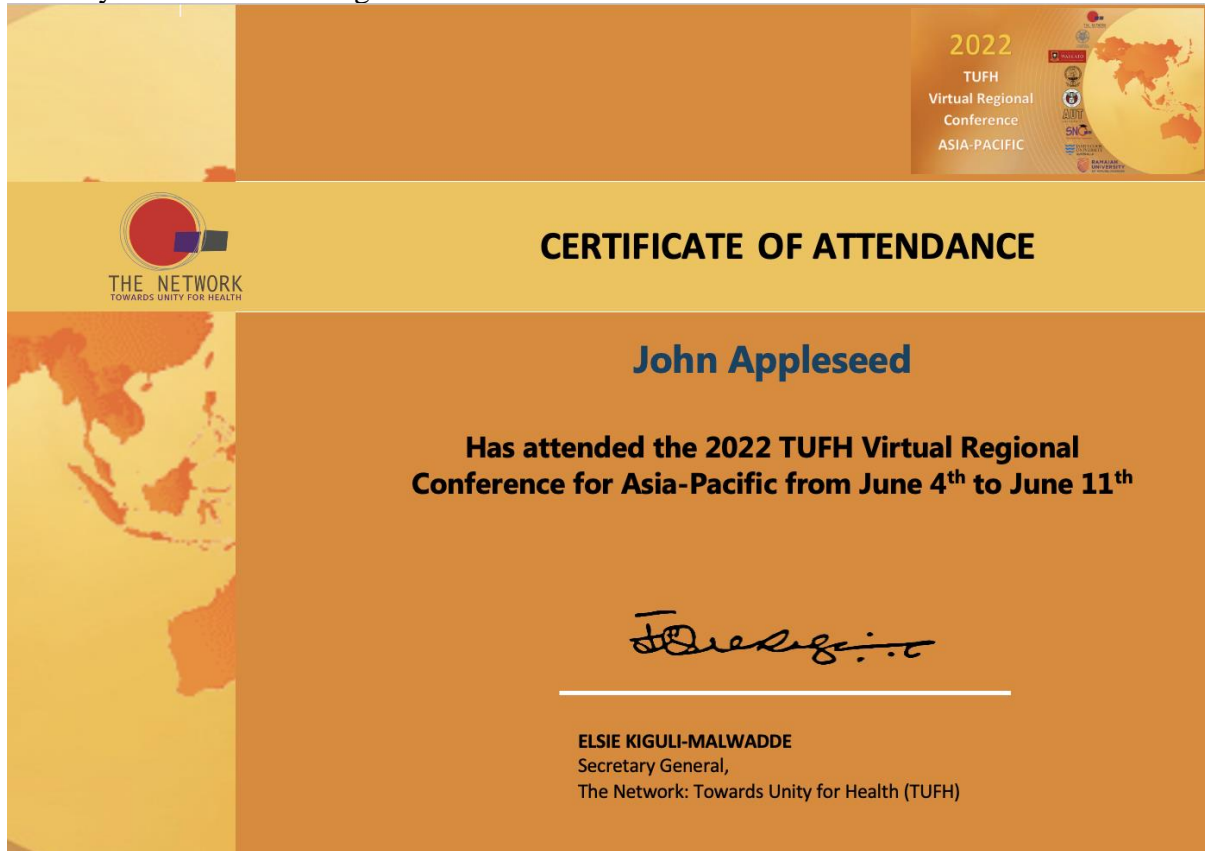 2022
TUFH
Virtual Regional
Conference
ASIA-PACIFIC
AUT
THE NETWORK
TOWARDS UNITY FOR HEALTH
CERTIFICATE OF ATTENDANCE
John Appleseed
Has attended the 2022 TUFH Virtual Regional
Conference for Asia-Pacific from June 4th to June 11th
ELSIE KIGULI-MALWADDE
Secretary General,
The Network: Towards Unity for Health (TUFH)